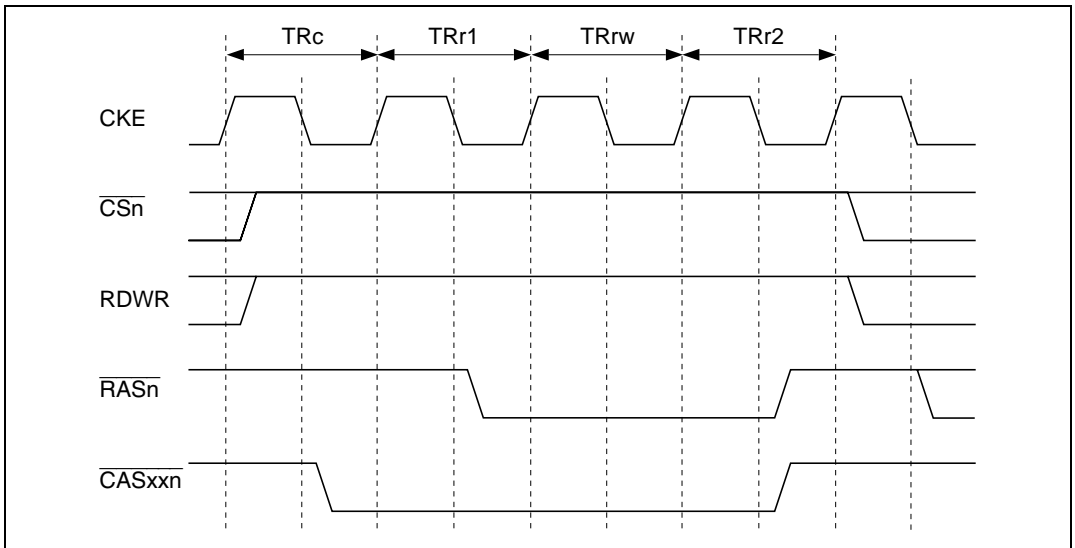 TRc TRr1 TRrw TRr2
CKE
CSn
RDWR
RASn
CASxxn